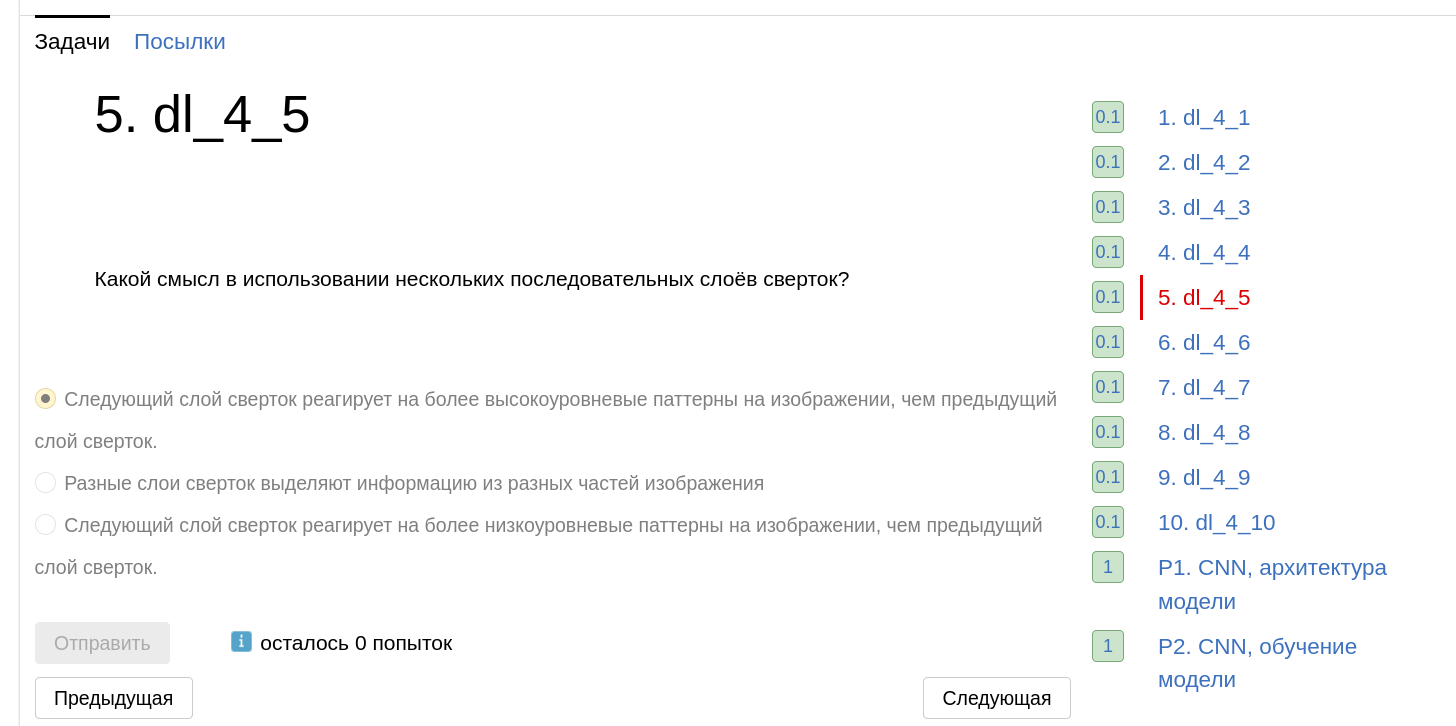 Задачи Посылки
5. dl_4_5
Какой смысл в использовании нескольких последовательных слоёв сверток?
Следующий слой сверток реагирует на более высокоуровневые паттерны на изображении, чем предыдущий
слой сверток.
Разные слои сверток выделяют информацию из разных частей изображения
Следующий слой сверток реагирует на более низкоуровневые паттерны на изображении, чем предыдущий
слой сверток.
Отправить i осталось 0 попыток
Предыдущая Следующая
0.1 1. dl_4_1
0.1 2. dl_4_2
0.1 3. dl_4_3
0.1 4. dl_4_4
0.1 5. dl_4_5
0.1 6. dl_4_6
0.1 7. dl_4_7
0.1 8. dl_4_8
0.1 9. dl_4_9
0.1 10. dl_4_10
1 P1. CNN, архитектура
модели
1 P2. CNN, обучение
модели